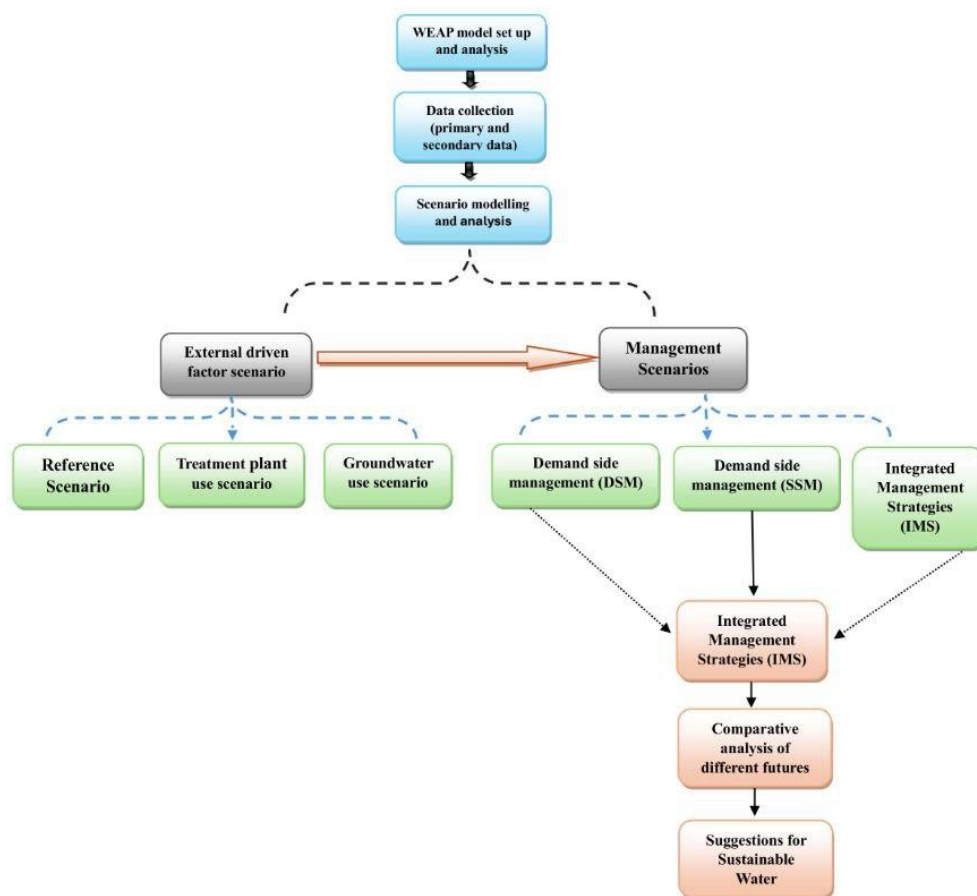 WEAP model set up
and analysis
Data collection
(primary and
secondary data)
Scenario modelling
and analysis
External driven
factor scenario
Management
Scenarios
Reference
Scenario
Treatment plant
use scenario
Groundwater
use scenario
Demand side
management (DSM)
Demand side
management (SSM)
Integrated
Management
Strategies
(IMS)
Integrated
Management
Strategies (IMS)
Comparative
analysis of
different futures
Suggestions for
Sustainable
Water